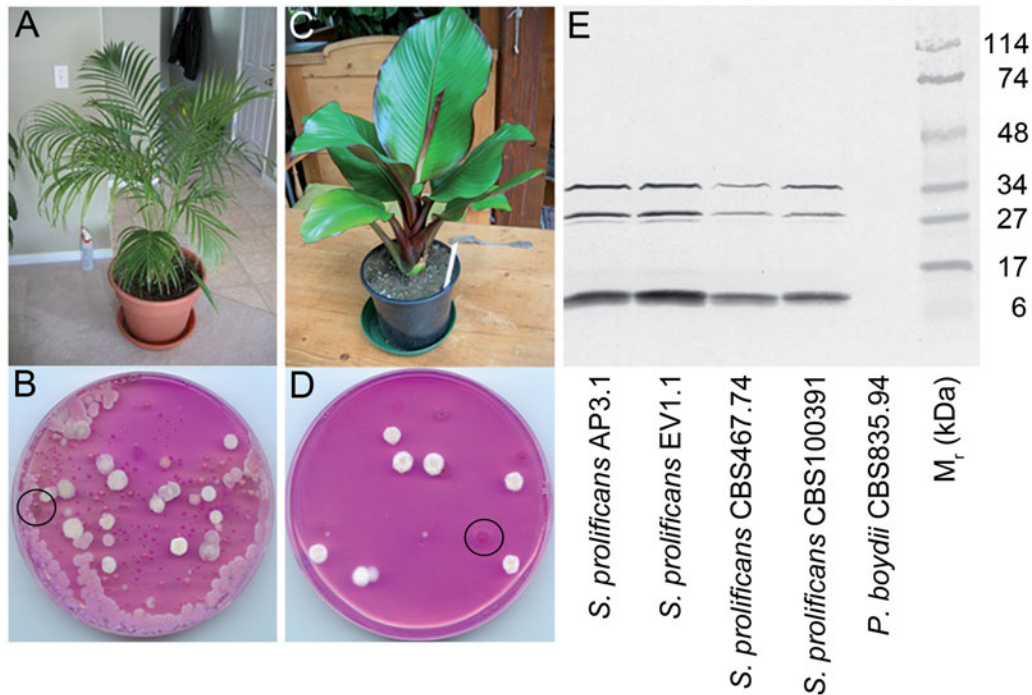 A
C
E
114
74
48
34
27
17
6
B
D
S. prolificans AP3.1
S. prolificans EV1.1
S. prolificans CBS467.74
S. prolificans CBS100391
P. boydii CBS835.94
Mr (kDa)